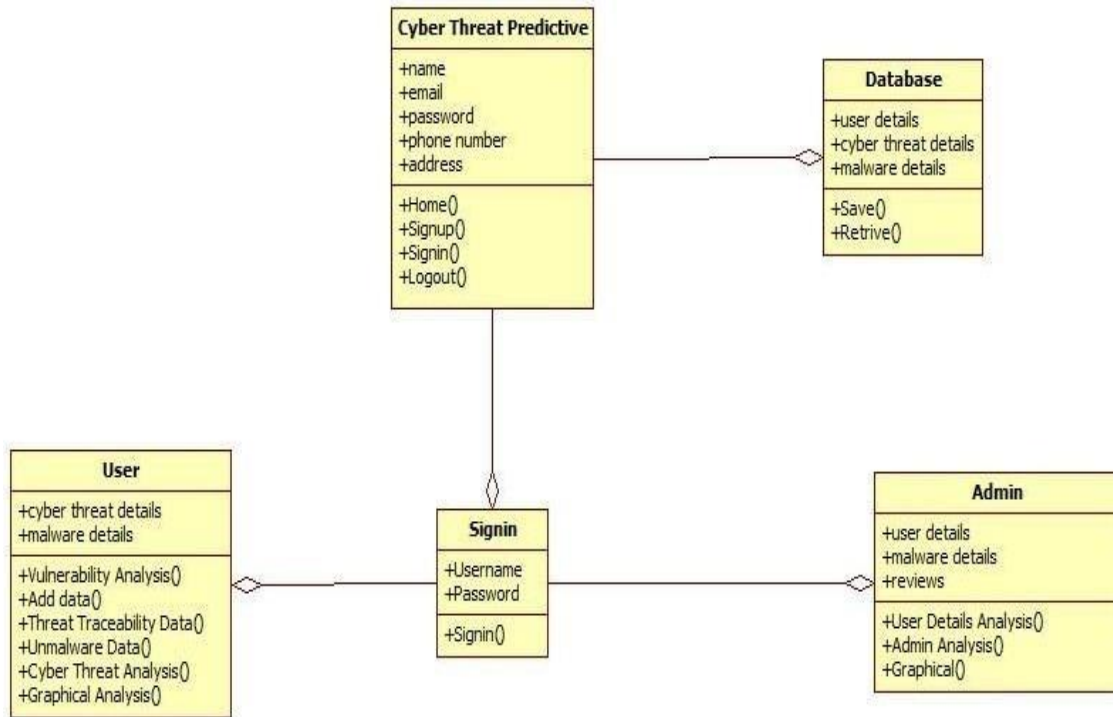 Cyber Threat Predictive
+name
+email
+password
+phone number
+address
+Home()
+Signup()
+Signin()
+Logout()
Database
+user details
+cyber threat details
+malware details
+Save()
+Retrive()
User
+cyber threat details
+malware details
+Vulnerability Analysis()
+Add data()
+Threat Traceability Data()
+Unmalware Data()
+Cyber Threat Analysis()
+Graphical Analysis()
Signin
+Username
+Password
+Signin()
Admin
+user details
+malware details
+reviews
+User Details Analysis()
+Admin Analysis()
+Graphical()